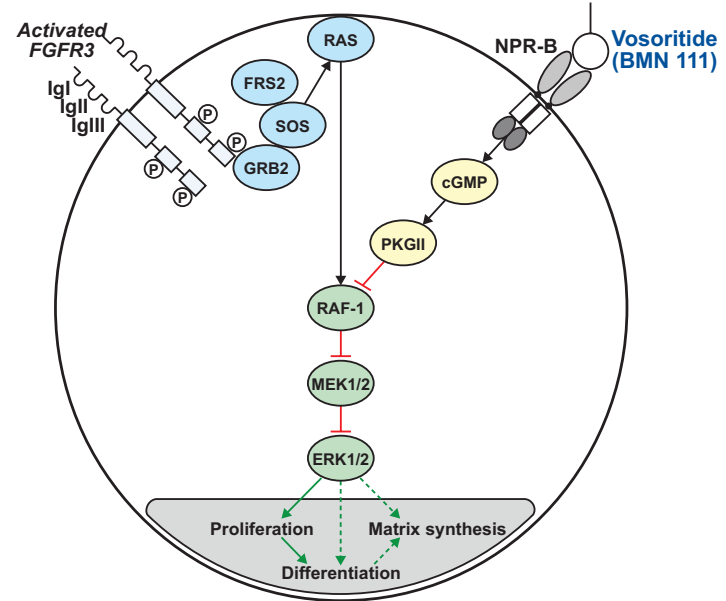 Activated
FGFR3
IgI
IgII
IgIII
P
P
P
P
RAS
FRS2
SOS
GRB2
NPR-B
Vosoritide
(BMN 111)
cGMP
PKGII
RAF-1
MEK1/2
ERK1/2
Proliferation
Matrix synthesis
Differentiation